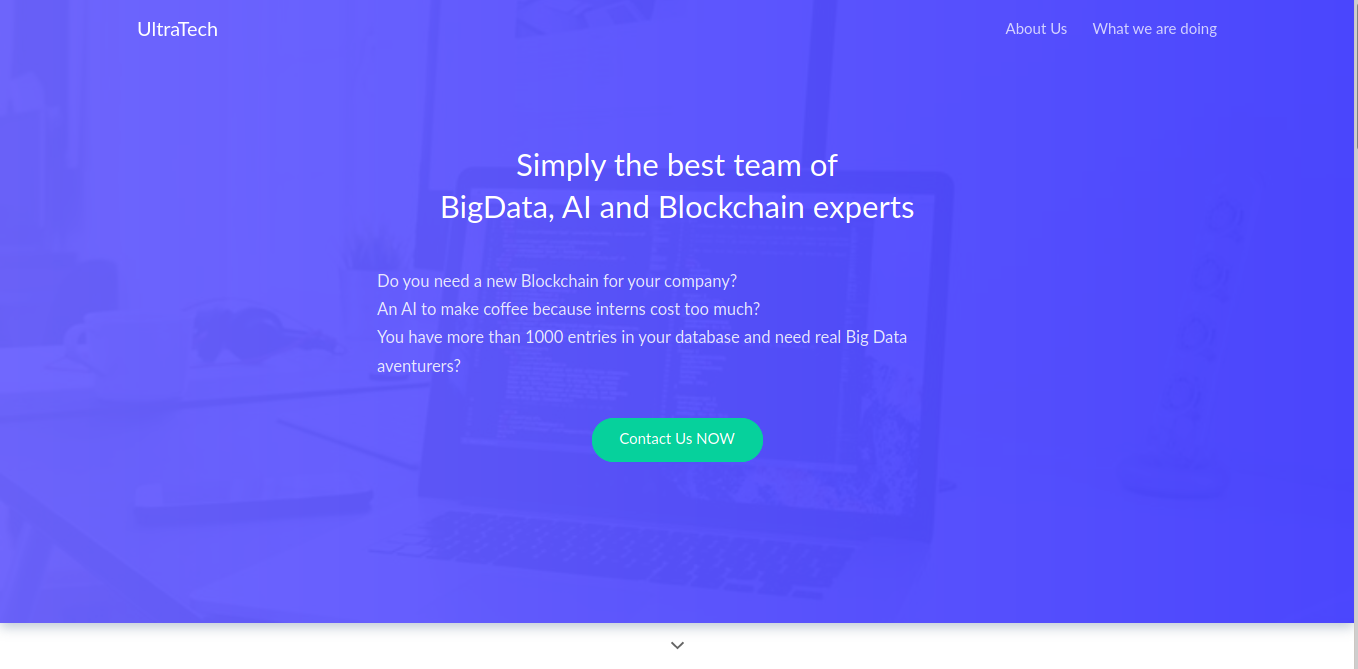 UltraTech
About Us
What we are doing
Simply the best team of
BigData, AI and Blockchain experts
Do you need a new Blockchain for your company?
An AI to make coffee because interns cost too much?
You have more than 1000 entries in your database and need real Big Data
aventurers?
Contact Us NOW